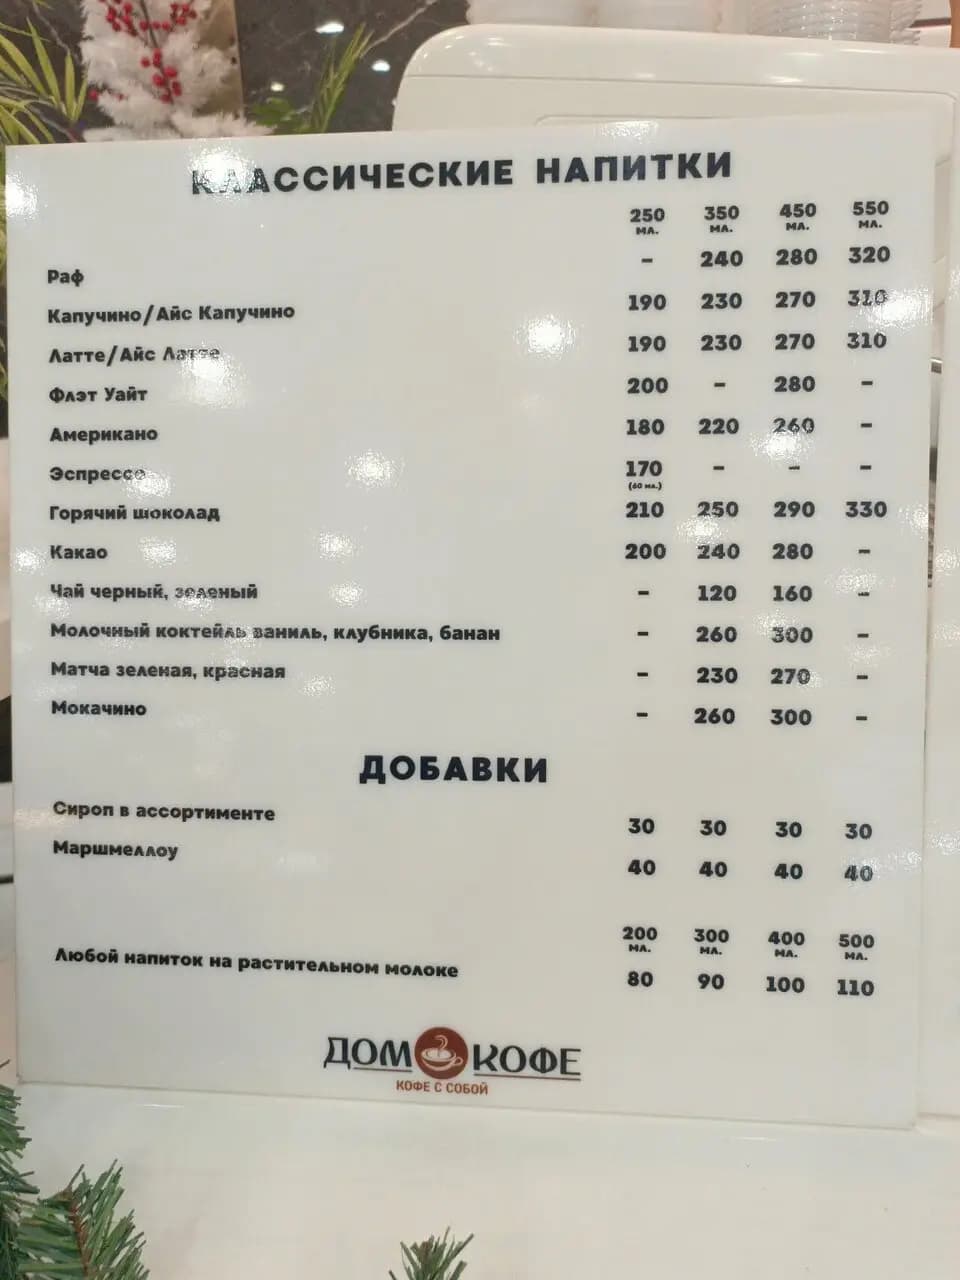 КЛАССИЧЕСКИЕ НАПИТКИ
250 мл. 350 мл. 450 мл. 550 мл.
Раф - 240 280 320
Капучино/Айс Капучино 190 230 270 310
Латте/Айс Латте 190 230 270 310
Флэт Уайт 200 - 280 -
Американо 180 220 260 -
Эспрессо 170 (60 мл.) - - -
Горячий шоколад 210 250 290 330
Какао 200 240 280 -
Чай черный, зеленый - 120 160 -
Молочный коктейль ваниль, клубника, банан - 260 300 -
Матча зеленая, красная - 230 270 -
Мокачино - 260 300 -
ДОБАВКИ
Сироп в ассортименте 30 30 30 30
Маршмеллоу 40 40 40 40
200 мл. 300 мл. 400 мл. 500 мл.
Любой напиток на растительном молоке 80 90 100 110
ДОМ КОФЕ
КОФЕ С СОБОЙ